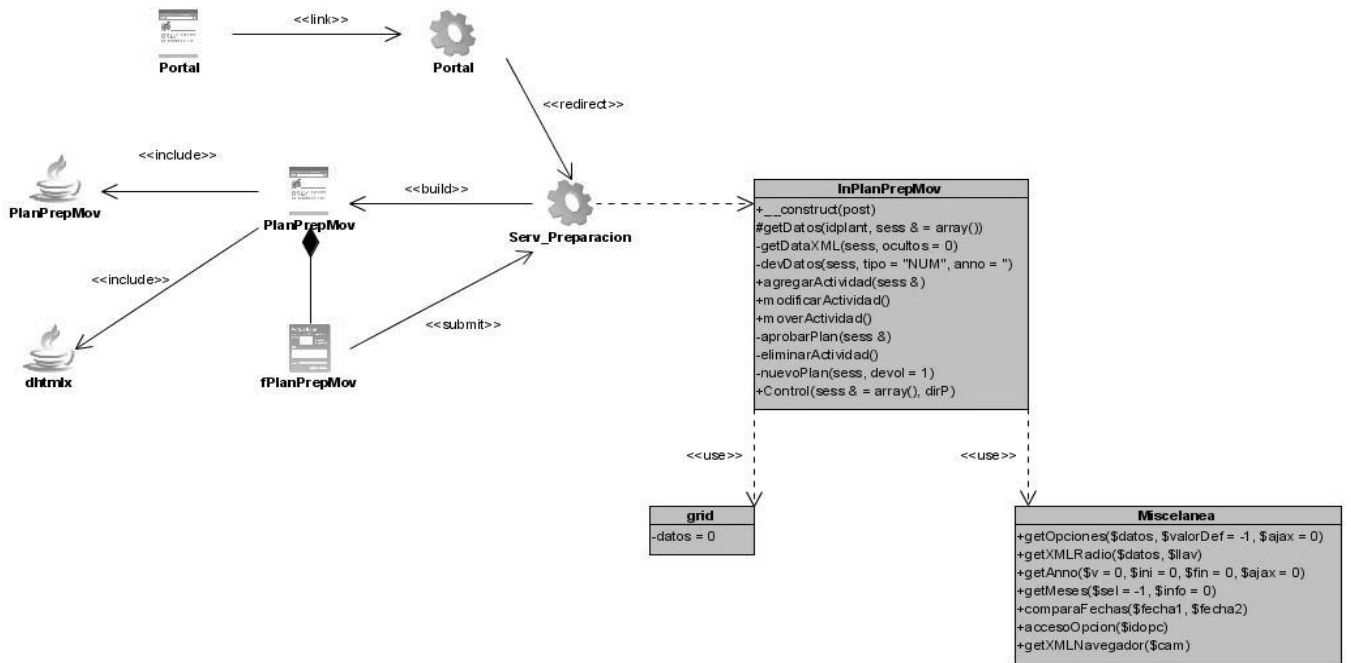 <<link>>
Portal
Portal
<<redirect>>
<<include>>
PlanPrepMov
<<build>>
PlanPrepMov
Serv_Preparacion
<<include>>
<<submit>>
dhtmlx
fPlanPrepMov
InPlanPrepMov
+__construct(post)
#getDatos(idplant, sess & = array())
-getDataXML(sess, ocultos = 0)
-devDatos(sess, tipo = "NUM", anno = '')
+agregarActividad(sess &)
+modificarActividad()
+moverActividad()
-aprobarPlan(sess &)
-eliminarActividad()
-nuevoPlan(sess, devol = 1)
+Control(sess & = array(), dirP)
<<use>>
<<use>>
grid
-datos = 0
Miscelanea
+getOpciones($datos, $valorDef = -1, $ajax = 0)
+getXMLRadio($datos, $llav)
+getAnno($v = 0, $ini = 0, $fin = 0, $ajax = 0)
+getMeses($sel = -1, $info = 0)
+comparaFechas($fecha1, $fecha2)
+accesoOpcion($idopc)
+getXMLNavegador($cam)